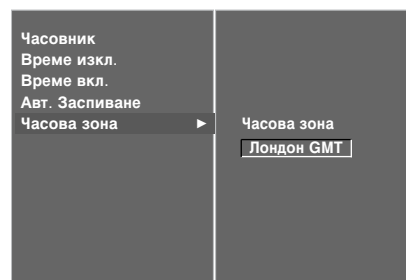 Часовник
Време изкл.
Време вкл.
Авт. Заспиване
Часова зона ►
Часова зона
Лондон GMT